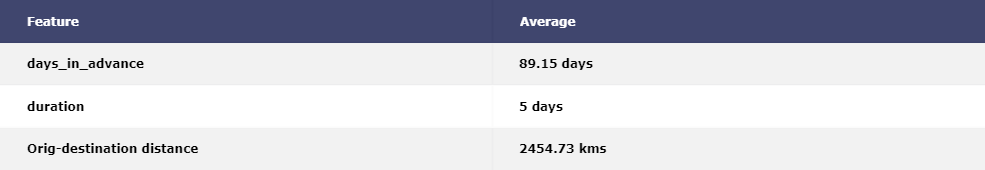 Feature Average
days_in_advance 89.15 days
duration 5 days
Orig-destination distance 2454.73 kms